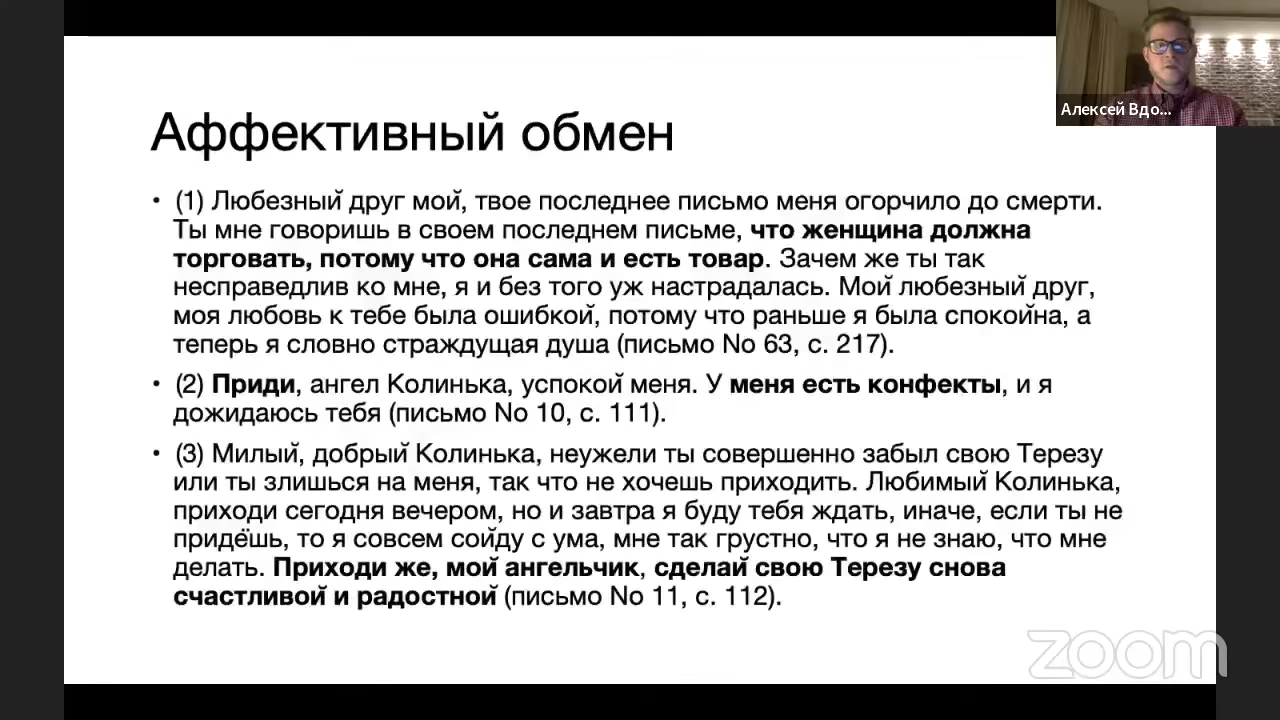 Аффективный обмен
• (1) Любезный друг мой, твое последнее письмо меня огорчило до смерти.
Ты мне говоришь в своем последнем письме, что женщина должна
торговать, потому что она сама и есть товар. Зачем же ты так
несправедлив ко мне, я и без того уж настрадалась. Мой любезный друг,
моя любовь к тебе была ошибкой, потому что раньше я была спокойна, а
теперь я словно страждущая душа (письмо No 63, с. 217).
• (2) Приди, ангел Колинька, успокой меня. У меня есть конфекты, и я
дожидаюсь тебя (письмо No 10, с. 111).
• (3) Милый, добрый Колинька, неужели ты совершенно забыл свою Терезу
или ты злишься на меня, так что не хочешь приходить. Любимый Колинька,
приходи сегодня вечером, но и завтра я буду тебя ждать, иначе, если ты не
придёшь, то я совсем сойду с ума, мне так грустно, что я не знаю, что мне
делать. Приходи же, мой ангельчик, сделай свою Терезу снова
счастливой и радостной (письмо No 11, с. 112).
Алексей Вдо...
zoom